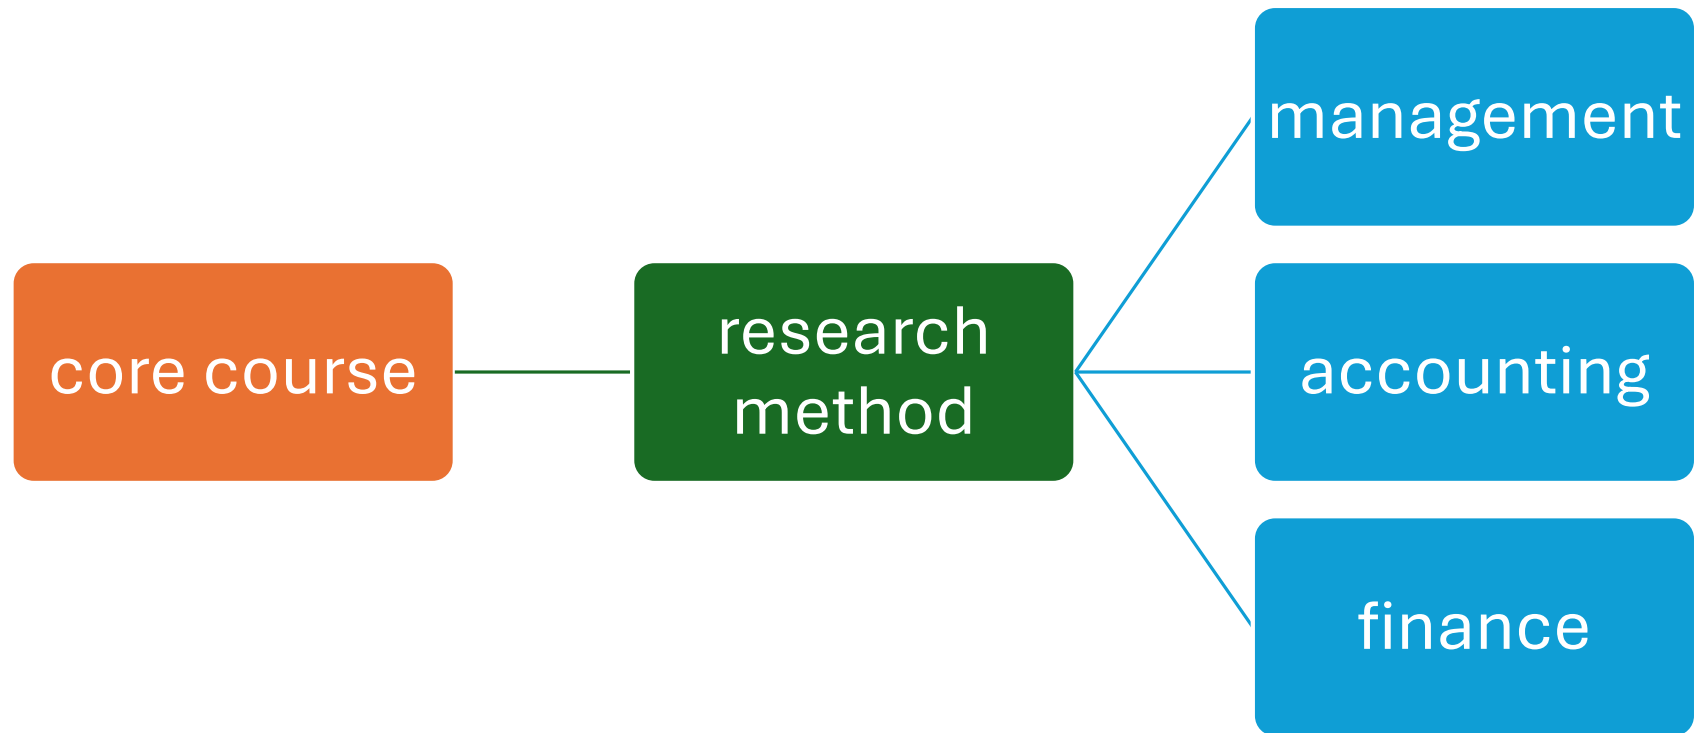 core course
research
method
management
accounting
finance